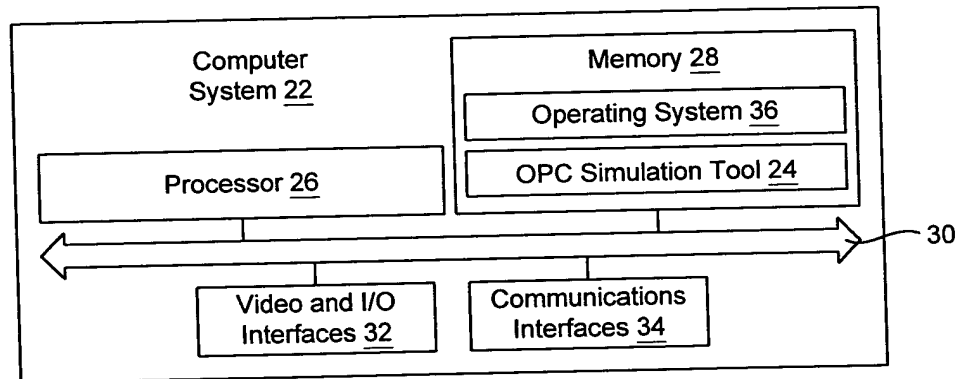 Computer
System 22
Memory 28
Operating System 36
OPC Simulation Tool 24
Processor 26
30
Video and I/O
Interfaces 32
Communications
Interfaces 34